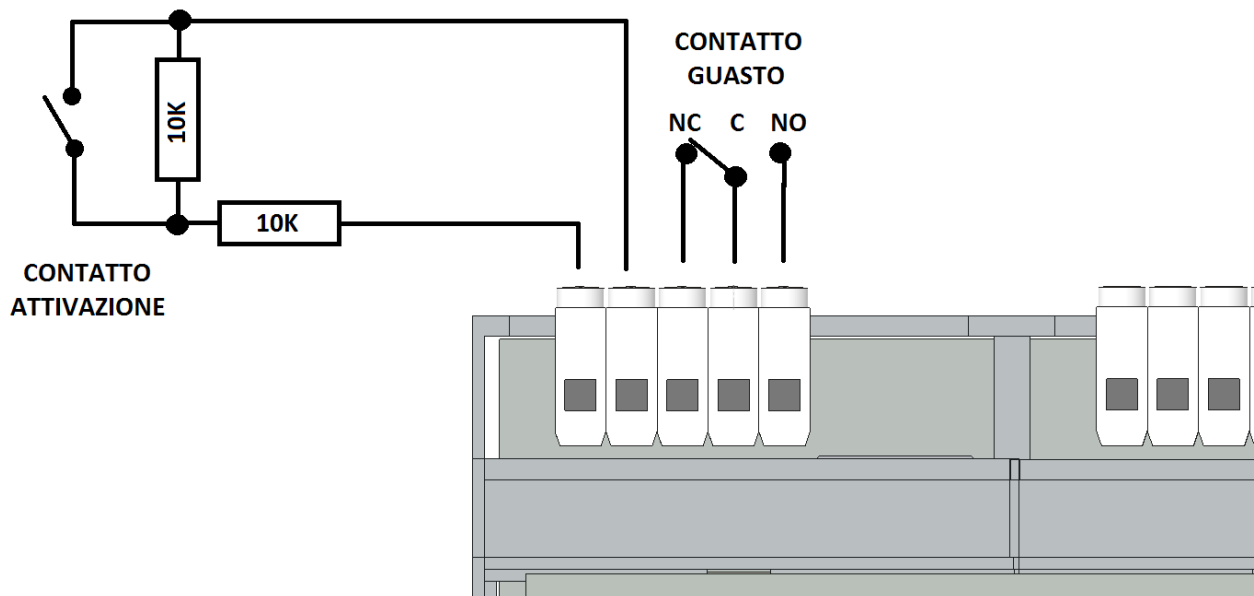 CONTATTO
GUASTO
NC C NO
10K
10K
CONTATTO
ATTIVAZIONE